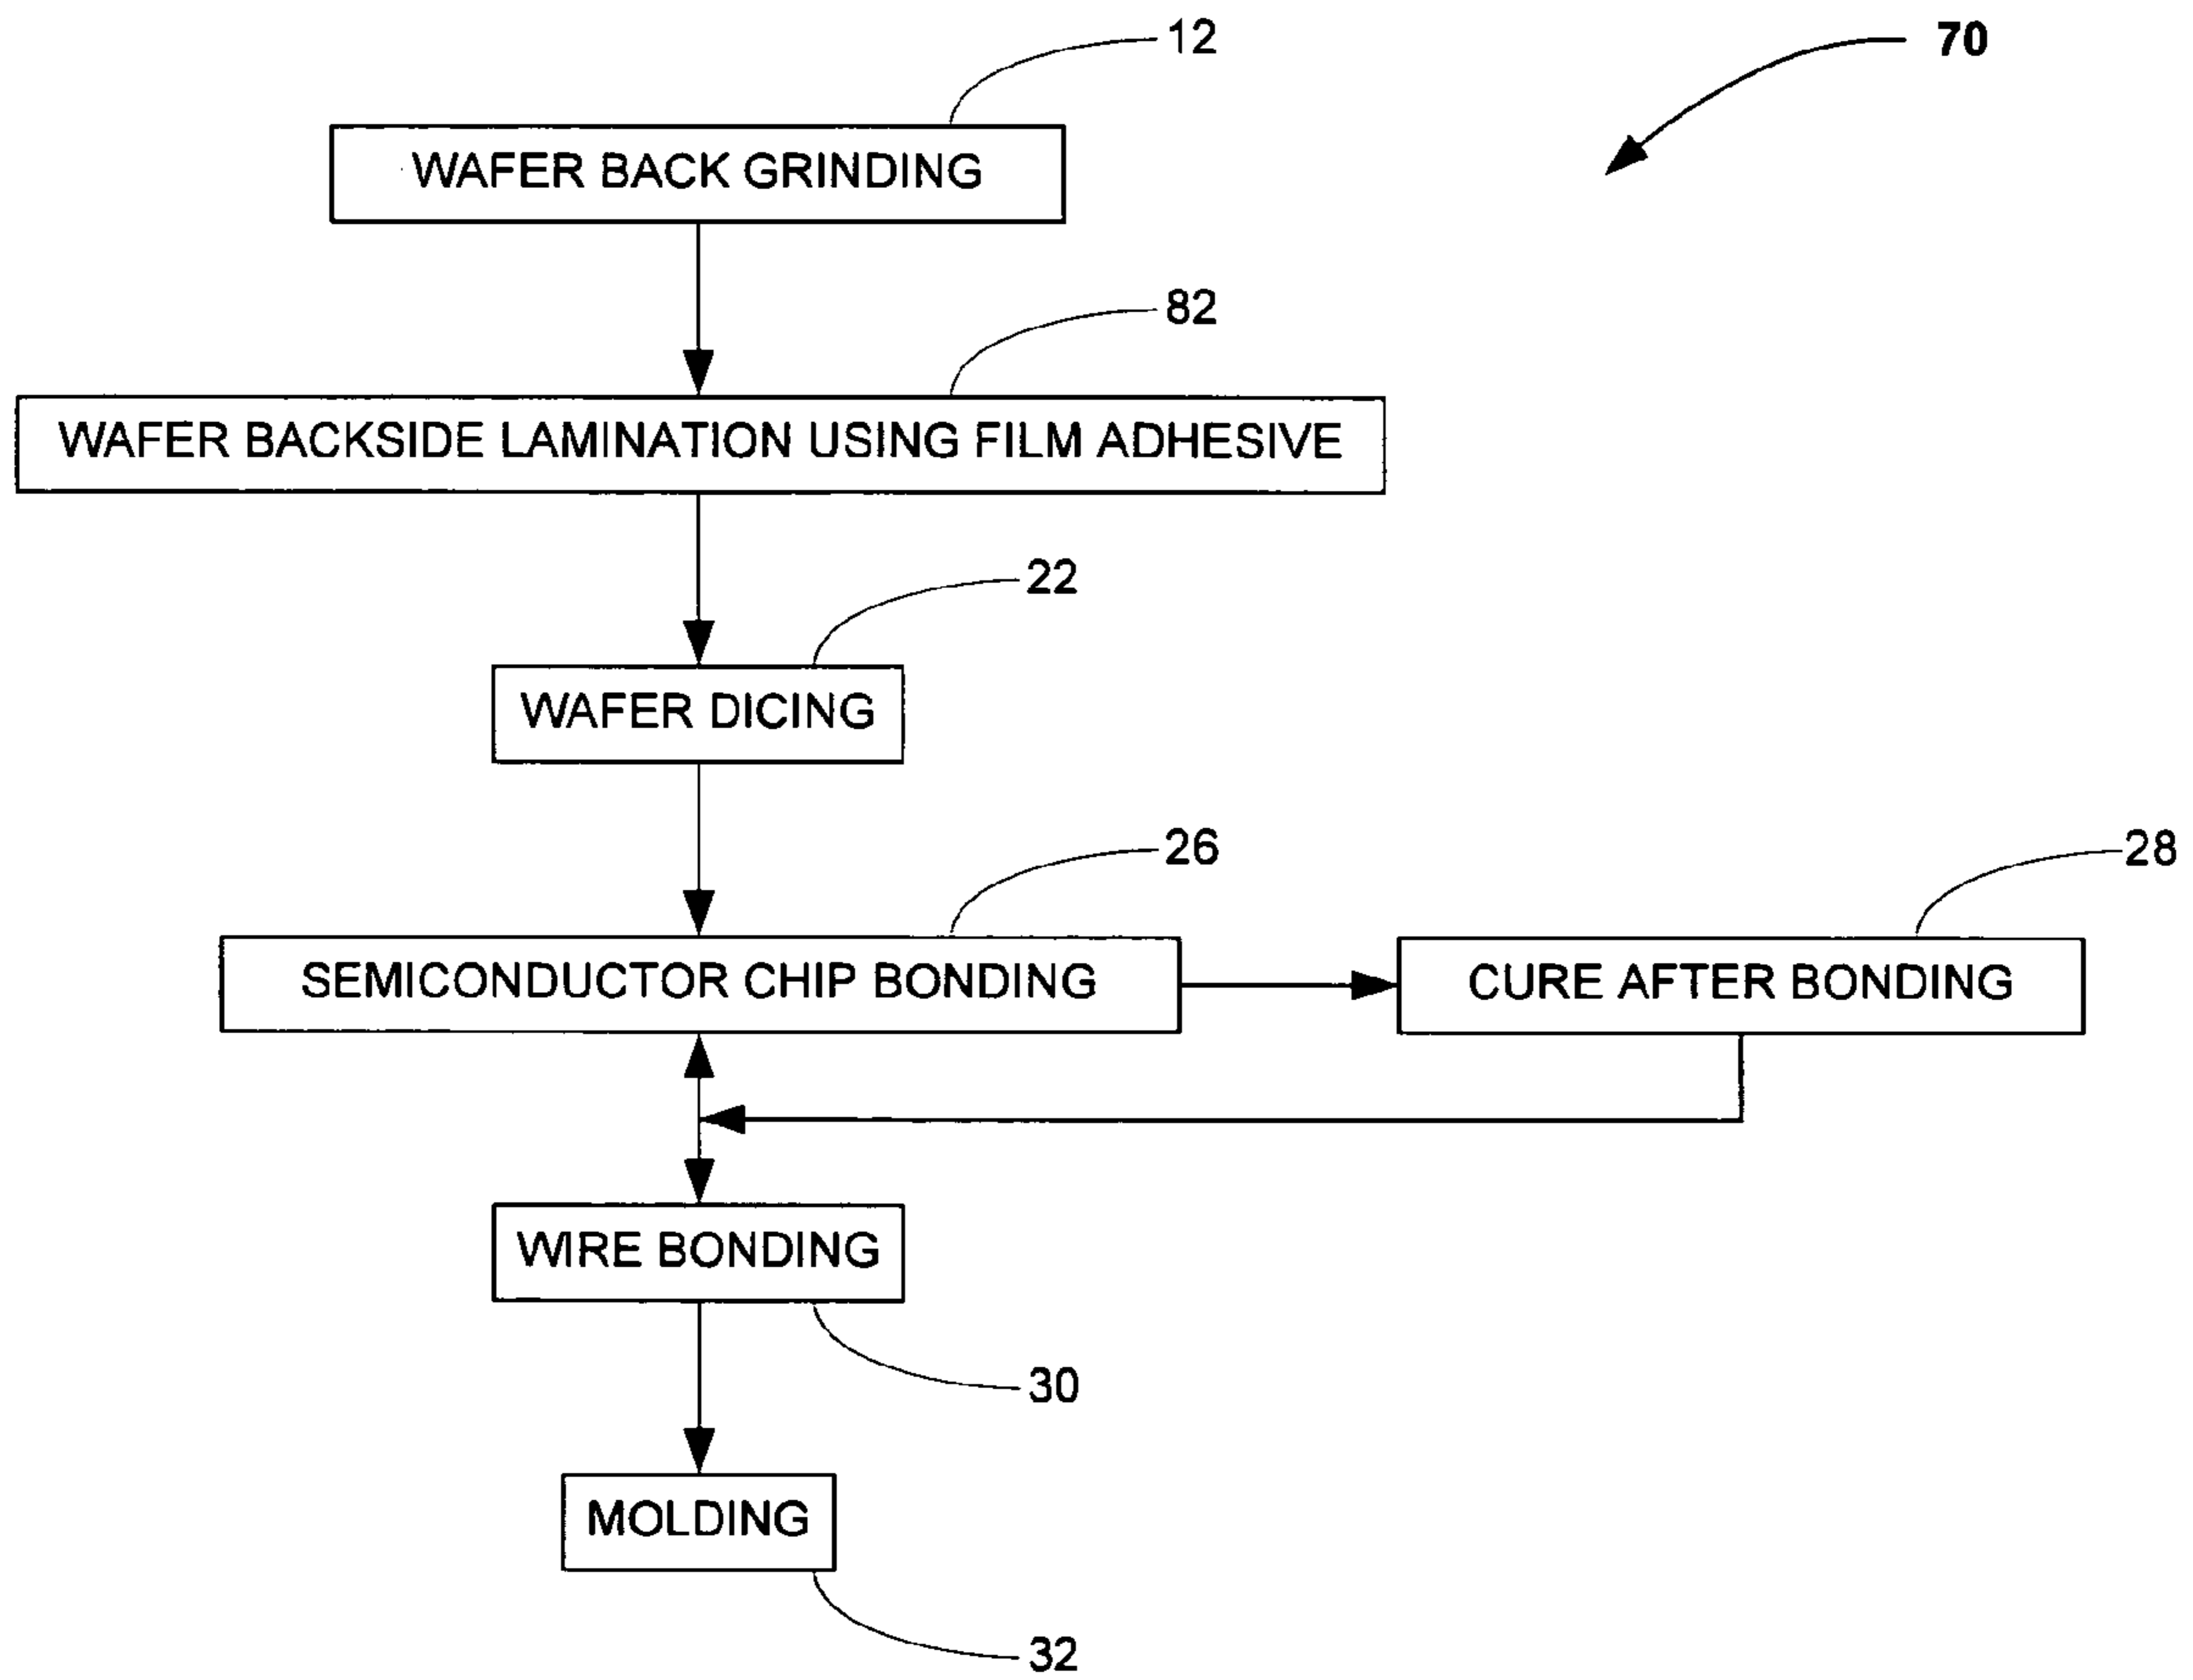 12
70
WAFER BACK GRINDING
82
WAFER BACKSIDE LAMINATION USING FILM ADHESIVE
22
WAFER DICING
26
28
SEMICONDUCTOR CHIP BONDING
CURE AFTER BONDING
WIRE BONDING
30
MOLDING
32